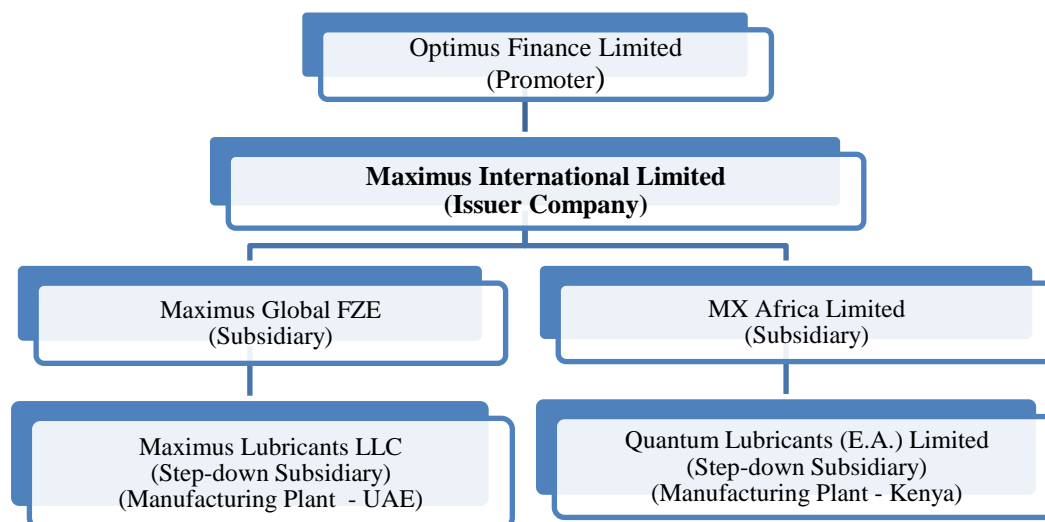 Optimus Finance Limited
(Promoter)
Maximus International Limited
(Issuer Company)
Maximus Global FZE
(Subsidiary)
MX Africa Limited
(Subsidiary)
Maximus Lubricants LLC
(Step-down Subsidiary)
(Manufacturing Plant - UAE)
Quantum Lubricants (E.A.) Limited
(Step-down Subsidiary)
(Manufacturing Plant - Kenya)